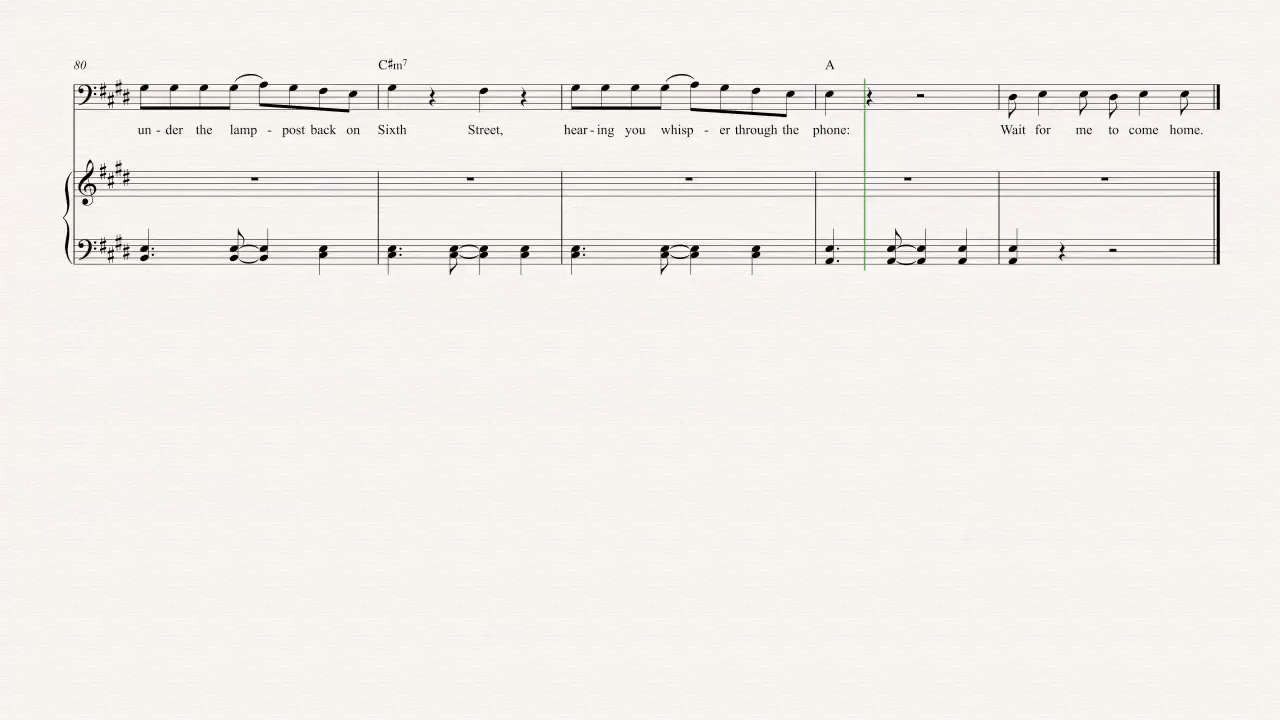 80 C♯m7 A
un - der the lamp - post back on Sixth Street, hear - ing you whisp - er through the phone: Wait for me to come home.